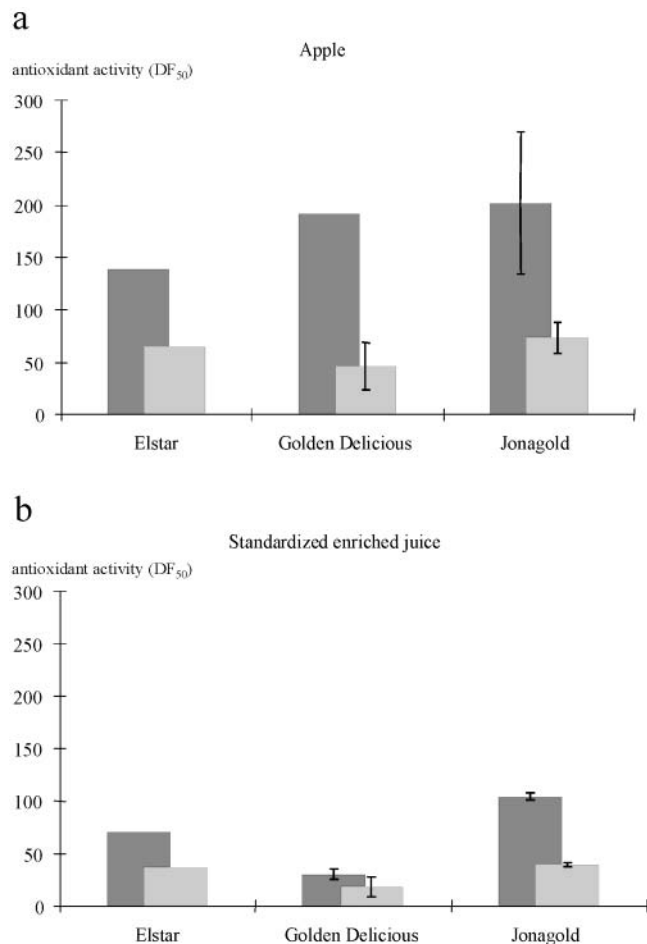 a
Apple
antioxidant activity (DF50)
300
250
200
150
100
50
0
Elstar Golden Delicious Jonagold
b
Standardized enriched juice
antioxidant activity (DF50)
300
250
200
150
100
50
0
Elstar Golden Delicious Jonagold